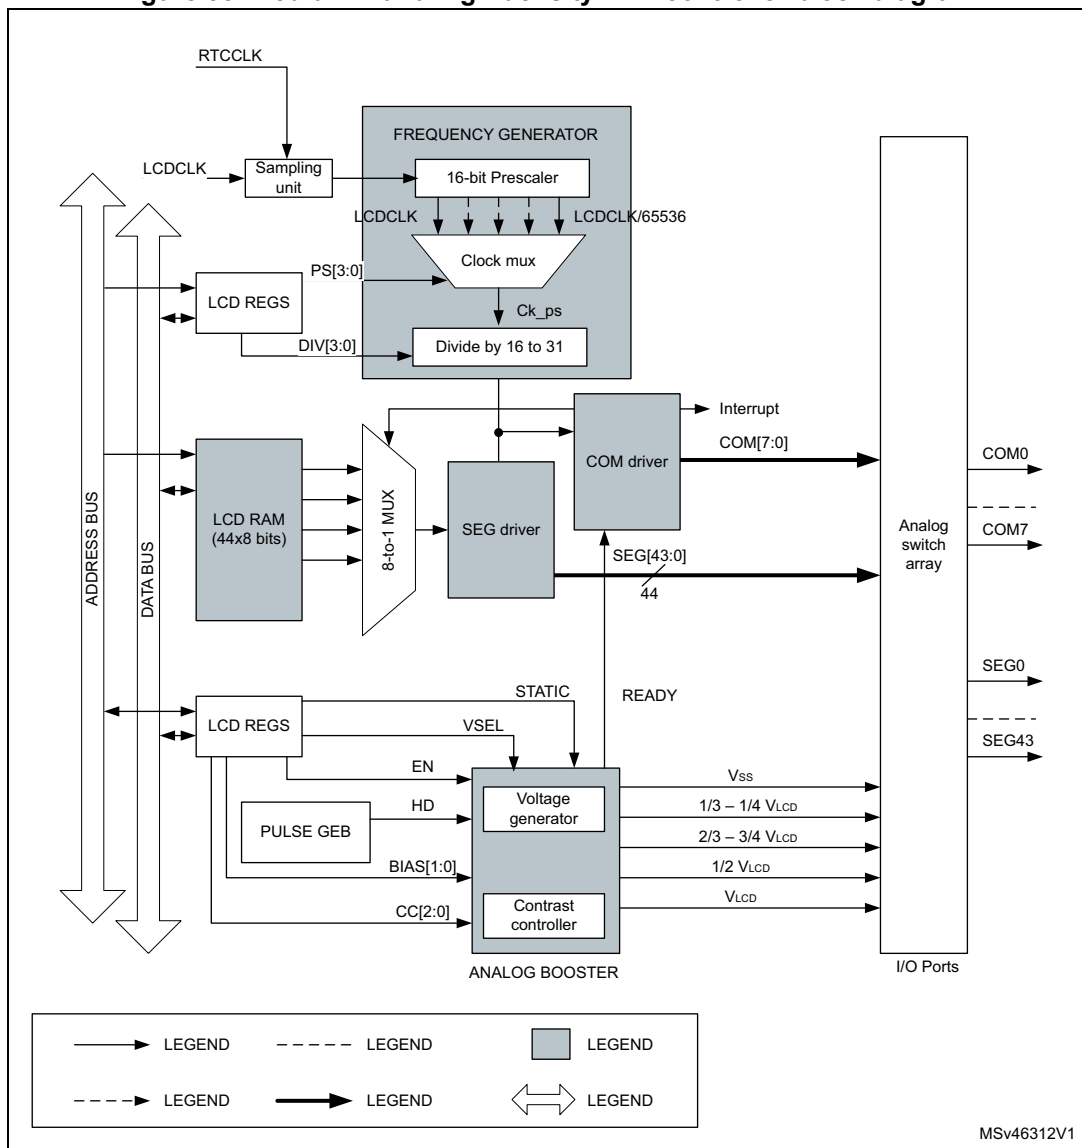 RTCCLK
FREQUENCY GENERATOR
LCDCLK
Sampling
unit
16-bit Prescaler
LCDCLK
LCDCLK/65536
Clock mux
PS[3:0]
LCD REGS
Ck_ps
DIV[3:0]
Divide by 16 to 31
Interrupt
COM[7:0]
COM driver
COM0
COM7
LCD RAM
(44x8 bits)
8-to-1 MUX
SEG driver
SEG[43:0]
44
Analog
switch
array
ADDRESS BUS
DATA BUS
STATIC
READY
SEG0
SEG43
LCD REGS
VSEL
EN
HD
PULSE GEB
Voltage
generator
VSS
1/3 – 1/4 VLCD
2/3 – 3/4 VLCD
BIAS[1:0]
1/2 VLCD
CC[2:0]
Contrast
controller
VLCD
ANALOG BOOSTER
I/O Ports
LEGEND
LEGEND
LEGEND
LEGEND
LEGEND
LEGEND
MSv46312V1